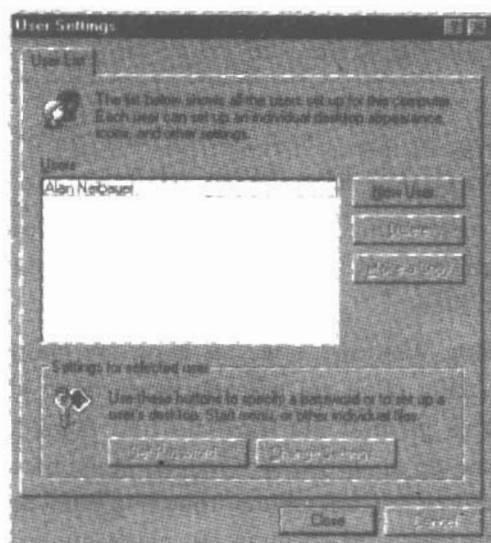 User Settings
User List
The list below shows all the users set up for this computer.
Each user can set up an individual desktop appearance,
icons, and other settings.
Users
Alan Neibauer
New User...
Delete
Make a Copy...
Settings for selected user
Use these buttons to specify a password or to set up a
user's desktop, Start menu, or other individual files.
Set Password...
Change Settings...
Close
Cancel